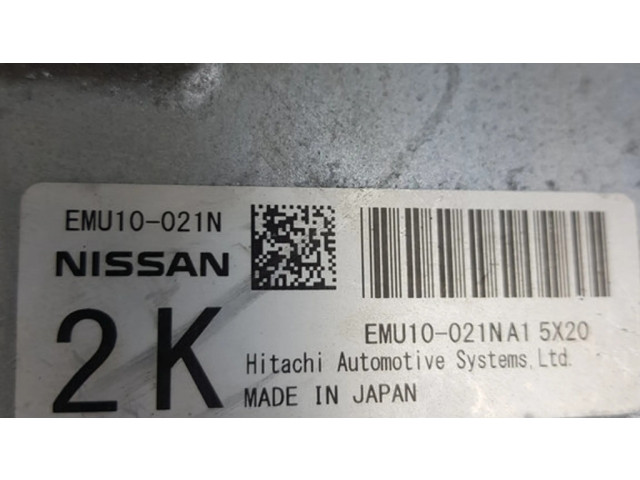 EMU10-021N
NISSAN
2K
EMU10-021NA1 5X20
Hitachi Automotive Systems,Ltd.
MADE IN JAPAN